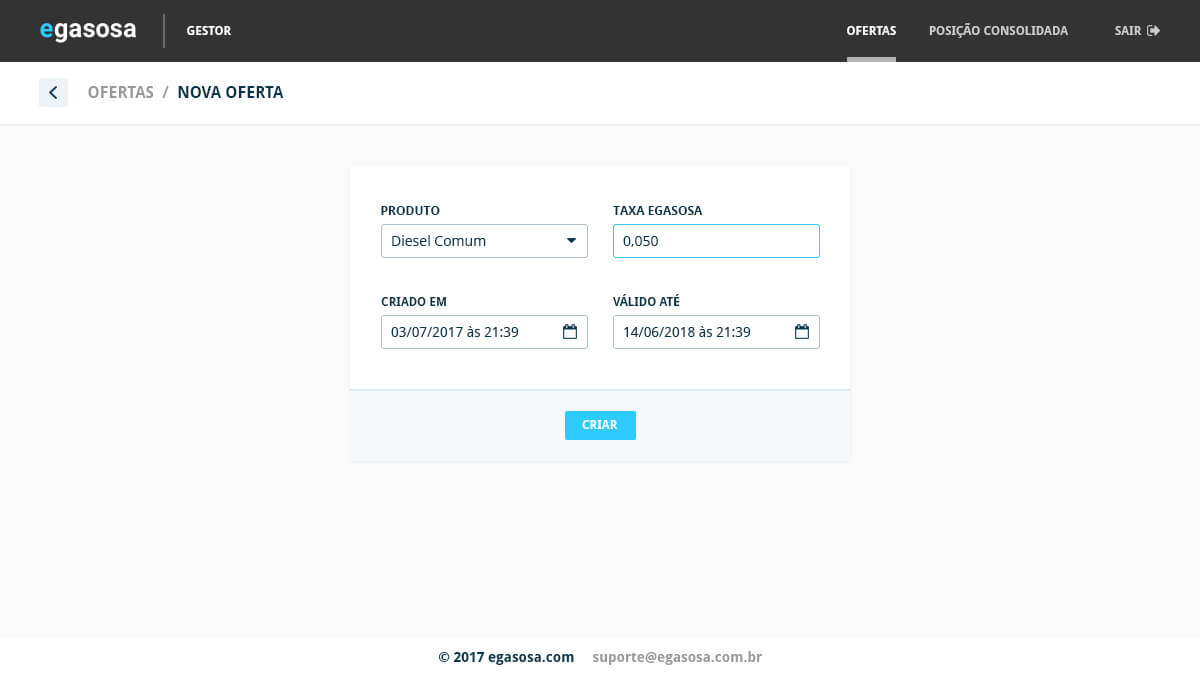 egasosa GESTOR OFERTAS POSIÇÃO CONSOLIDADA SAIR
OFERTAS / NOVA OFERTA
PRODUTO TAXA EGASOSA
Diesel Comum 0,050
CRIADO EM VÁLIDO ATÉ
03/07/2017 às 21:39 14/06/2018 às 21:39
CRIAR
© 2017 egasosa.com suporte@egasosa.com.br